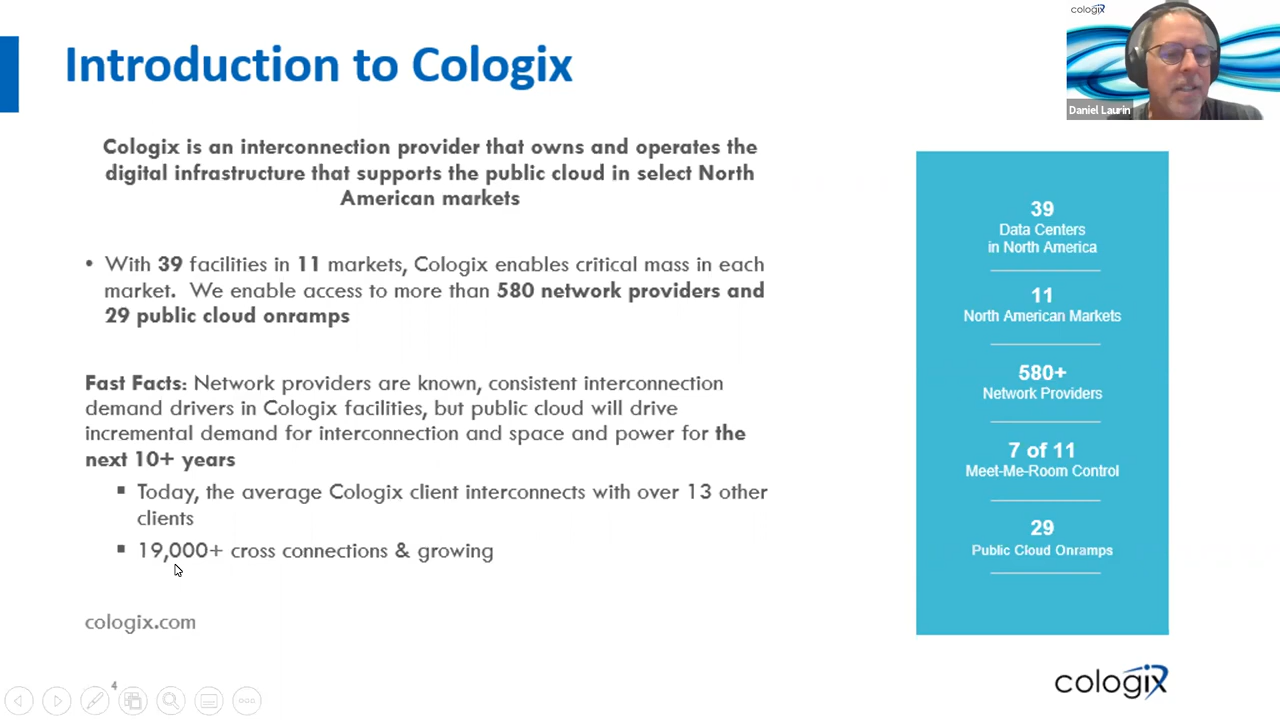 Introduction to Cologix
cologix
Daniel Laurin
Cologix is an interconnection provider that owns and operates the
digital infrastructure that supports the public cloud in select North
American markets
• With 39 facilities in 11 markets, Cologix enables critical mass in each
market. We enable access to more than 580 network providers and
29 public cloud onramps
Fast Facts: Network providers are known, consistent interconnection
demand drivers in Cologix facilities, but public cloud will drive
incremental demand for interconnection and space and power for the
next 10+ years
▪ Today, the average Cologix client interconnects with over 13 other
clients
▪ 19,000+ cross connections & growing
cologix.com
4
39
Data Centers
in North America
11
North American Markets
580+
Network Providers
7 of 11
Meet-Me-Room Control
29
Public Cloud Onramps
cologix